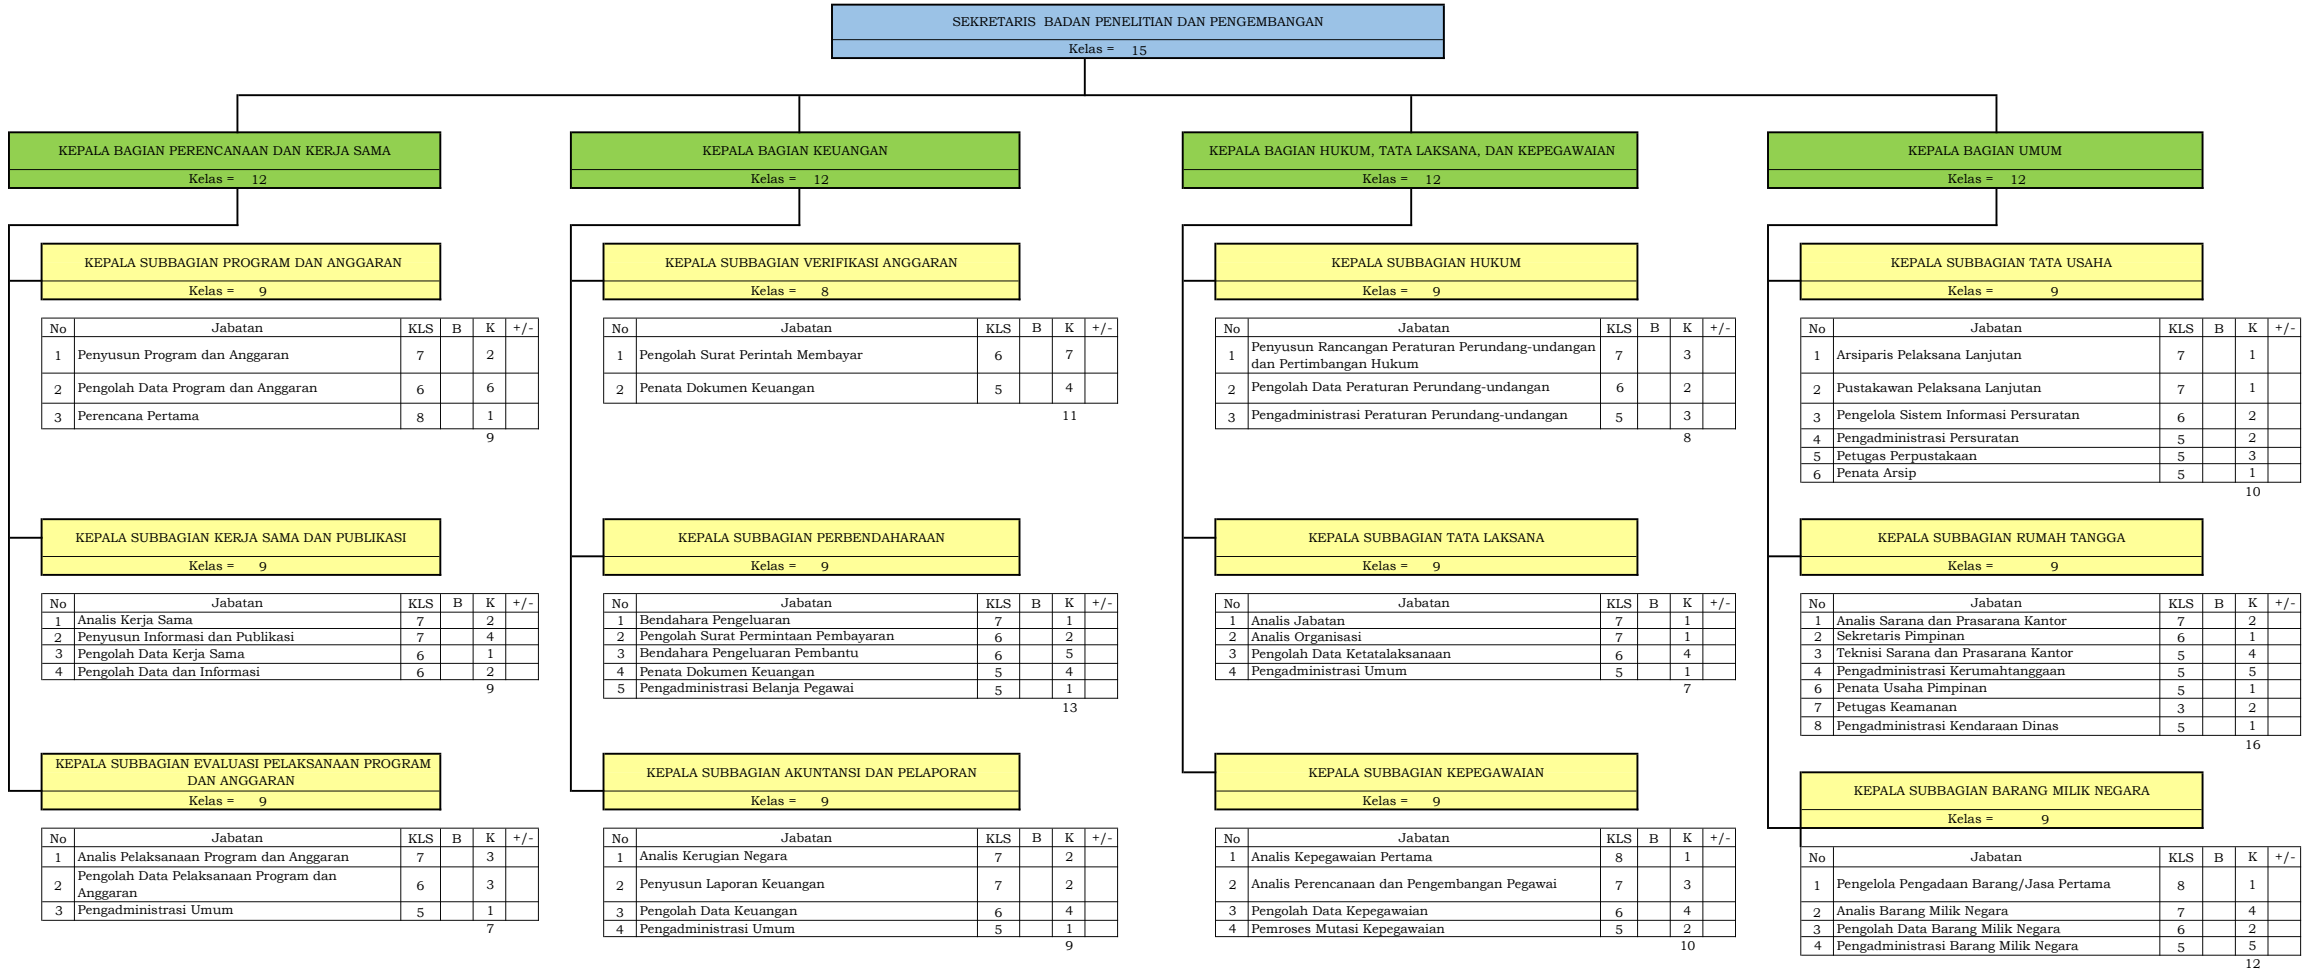 SEKRETARIS BADAN PENELITIAN DAN PENGEMBANGAN
Kelas = 15
KEPALA BAGIAN PERENCANAAN DAN KERJA SAMA
Kelas = 12
KEPALA SUBBAGIAN PROGRAM DAN ANGGARAN
Kelas = 9
No Jabatan KLS B K +/-
1 Penyusun Program dan Anggaran 7 2
2 Pengolah Data Program dan Anggaran 6 6
3 Perencana Pertama 8 1
9
KEPALA SUBBAGIAN KERJA SAMA DAN PUBLIKASI
Kelas = 9
No Jabatan KLS B K +/-
1 Analis Kerja Sama 7 2
2 Penyusun Informasi dan Publikasi 7 4
3 Pengolah Data Kerja Sama 6 1
4 Pengolah Data dan Informasi 6 2
9
KEPALA SUBBAGIAN EVALUASI PELAKSANAAN PROGRAM
DAN ANGGARAN
Kelas = 9
No Jabatan KLS B K +/-
1 Analis Pelaksanaan Program dan Anggaran 7 3
2 Pengolah Data Pelaksanaan Program dan
Anggaran 6 3
3 Pengadministrasi Umum 5 1
7
KEPALA BAGIAN KEUANGAN
Kelas = 12
KEPALA SUBBAGIAN VERIFIKASI ANGGARAN
Kelas = 8
No Jabatan KLS B K +/-
1 Pengolah Surat Perintah Membayar 6 7
2 Penata Dokumen Keuangan 5 4
11
KEPALA SUBBAGIAN PERBENDAHARAAN
Kelas = 9
No Jabatan KLS B K +/-
1 Bendahara Pengeluaran 7 1
2 Pengolah Surat Permintaan Pembayaran 6 2
3 Bendahara Pengeluaran Pembantu 6 5
4 Penata Dokumen Keuangan 5 4
5 Pengadministrasi Belanja Pegawai 5 1
13
KEPALA SUBBAGIAN AKUNTANSI DAN PELAPORAN
Kelas = 9
No Jabatan KLS B K +/-
1 Analis Kerugian Negara 7 2
2 Penyusun Laporan Keuangan 7 2
3 Pengolah Data Keuangan 6 4
4 Pengadministrasi Umum 5 1
9
KEPALA BAGIAN HUKUM, TATA LAKSANA, DAN KEPEGAWAIAN
Kelas = 12
KEPALA SUBBAGIAN HUKUM
Kelas = 9
No Jabatan KLS B K +/-
1 Penyusun Rancangan Peraturan Perundang-undangan
dan Pertimbangan Hukum 7 3
2 Pengolah Data Peraturan Perundang-undangan 6 2
3 Pengadministrasi Peraturan Perundang-undangan 5 3
8
KEPALA SUBBAGIAN TATA LAKSANA
Kelas = 9
No Jabatan KLS B K +/-
1 Analis Jabatan 7 1
2 Analis Organisasi 7 1
3 Pengolah Data Ketatalaksanaan 6 4
4 Pengadministrasi Umum 5 1
7
KEPALA SUBBAGIAN KEPEGAWAIAN
Kelas = 9
No Jabatan KLS B K +/-
1 Analis Kepegawaian Pertama 8 1
2 Analis Perencanaan dan Pengembangan Pegawai 7 3
3 Pengolah Data Kepegawaian 6 4
4 Pemroses Mutasi Kepegawaian 5 2
10
KEPALA BAGIAN UMUM
Kelas = 12
KEPALA SUBBAGIAN TATA USAHA
Kelas = 9
No Jabatan KLS B K +/-
1 Arsiparis Pelaksana Lanjutan 7 1
2 Pustakawan Pelaksana Lanjutan 7 1
3 Pengelola Sistem Informasi Persuratan 6 2
4 Pengadministrasi Persuratan 5 2
5 Petugas Perpustakaan 5 3
6 Penata Arsip 5 1
10
KEPALA SUBBAGIAN RUMAH TANGGA
Kelas = 9
No Jabatan KLS B K +/-
1 Analis Sarana dan Prasarana Kantor 7 2
2 Sekretaris Pimpinan 6 1
3 Teknisi Sarana dan Prasarana Kantor 5 4
4 Pengadministrasi Kerumahtanggaan 5 5
6 Penata Usaha Pimpinan 5 1
7 Petugas Keamanan 3 2
8 Pengadministrasi Kendaraan Dinas 5 1
16
KEPALA SUBBAGIAN BARANG MILIK NEGARA
Kelas = 9
No Jabatan KLS B K +/-
1 Pengelola Pengadaan Barang/Jasa Pertama 8 1
2 Analis Barang Milik Negara 7 4
3 Pengolah Data Barang Milik Negara 6 2
4 Pengadministrasi Barang Milik Negara 5 5
12